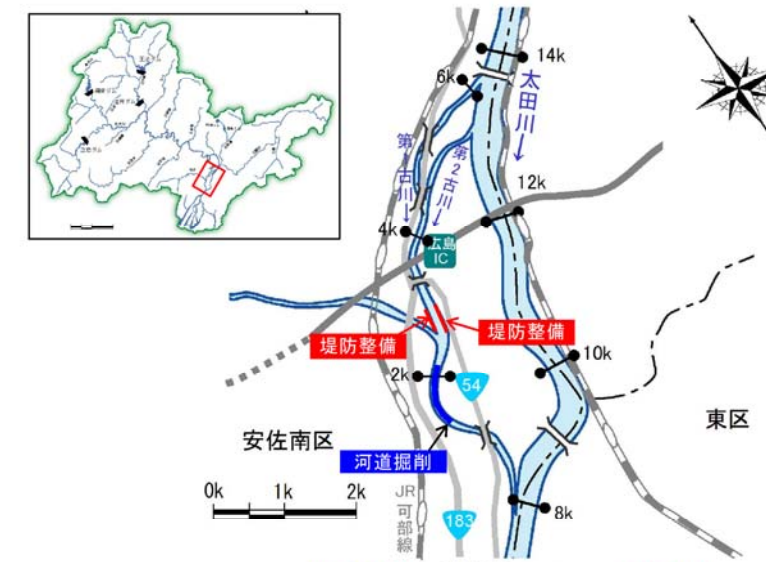 14k
6k
太田川
第1古川
第2古川
12k
4k
広島
IC
堤防整備
堤防整備
10k
2k
54
東区
安佐南区
河道掘削
0k
1k
2k
JR
可部線
183
8k